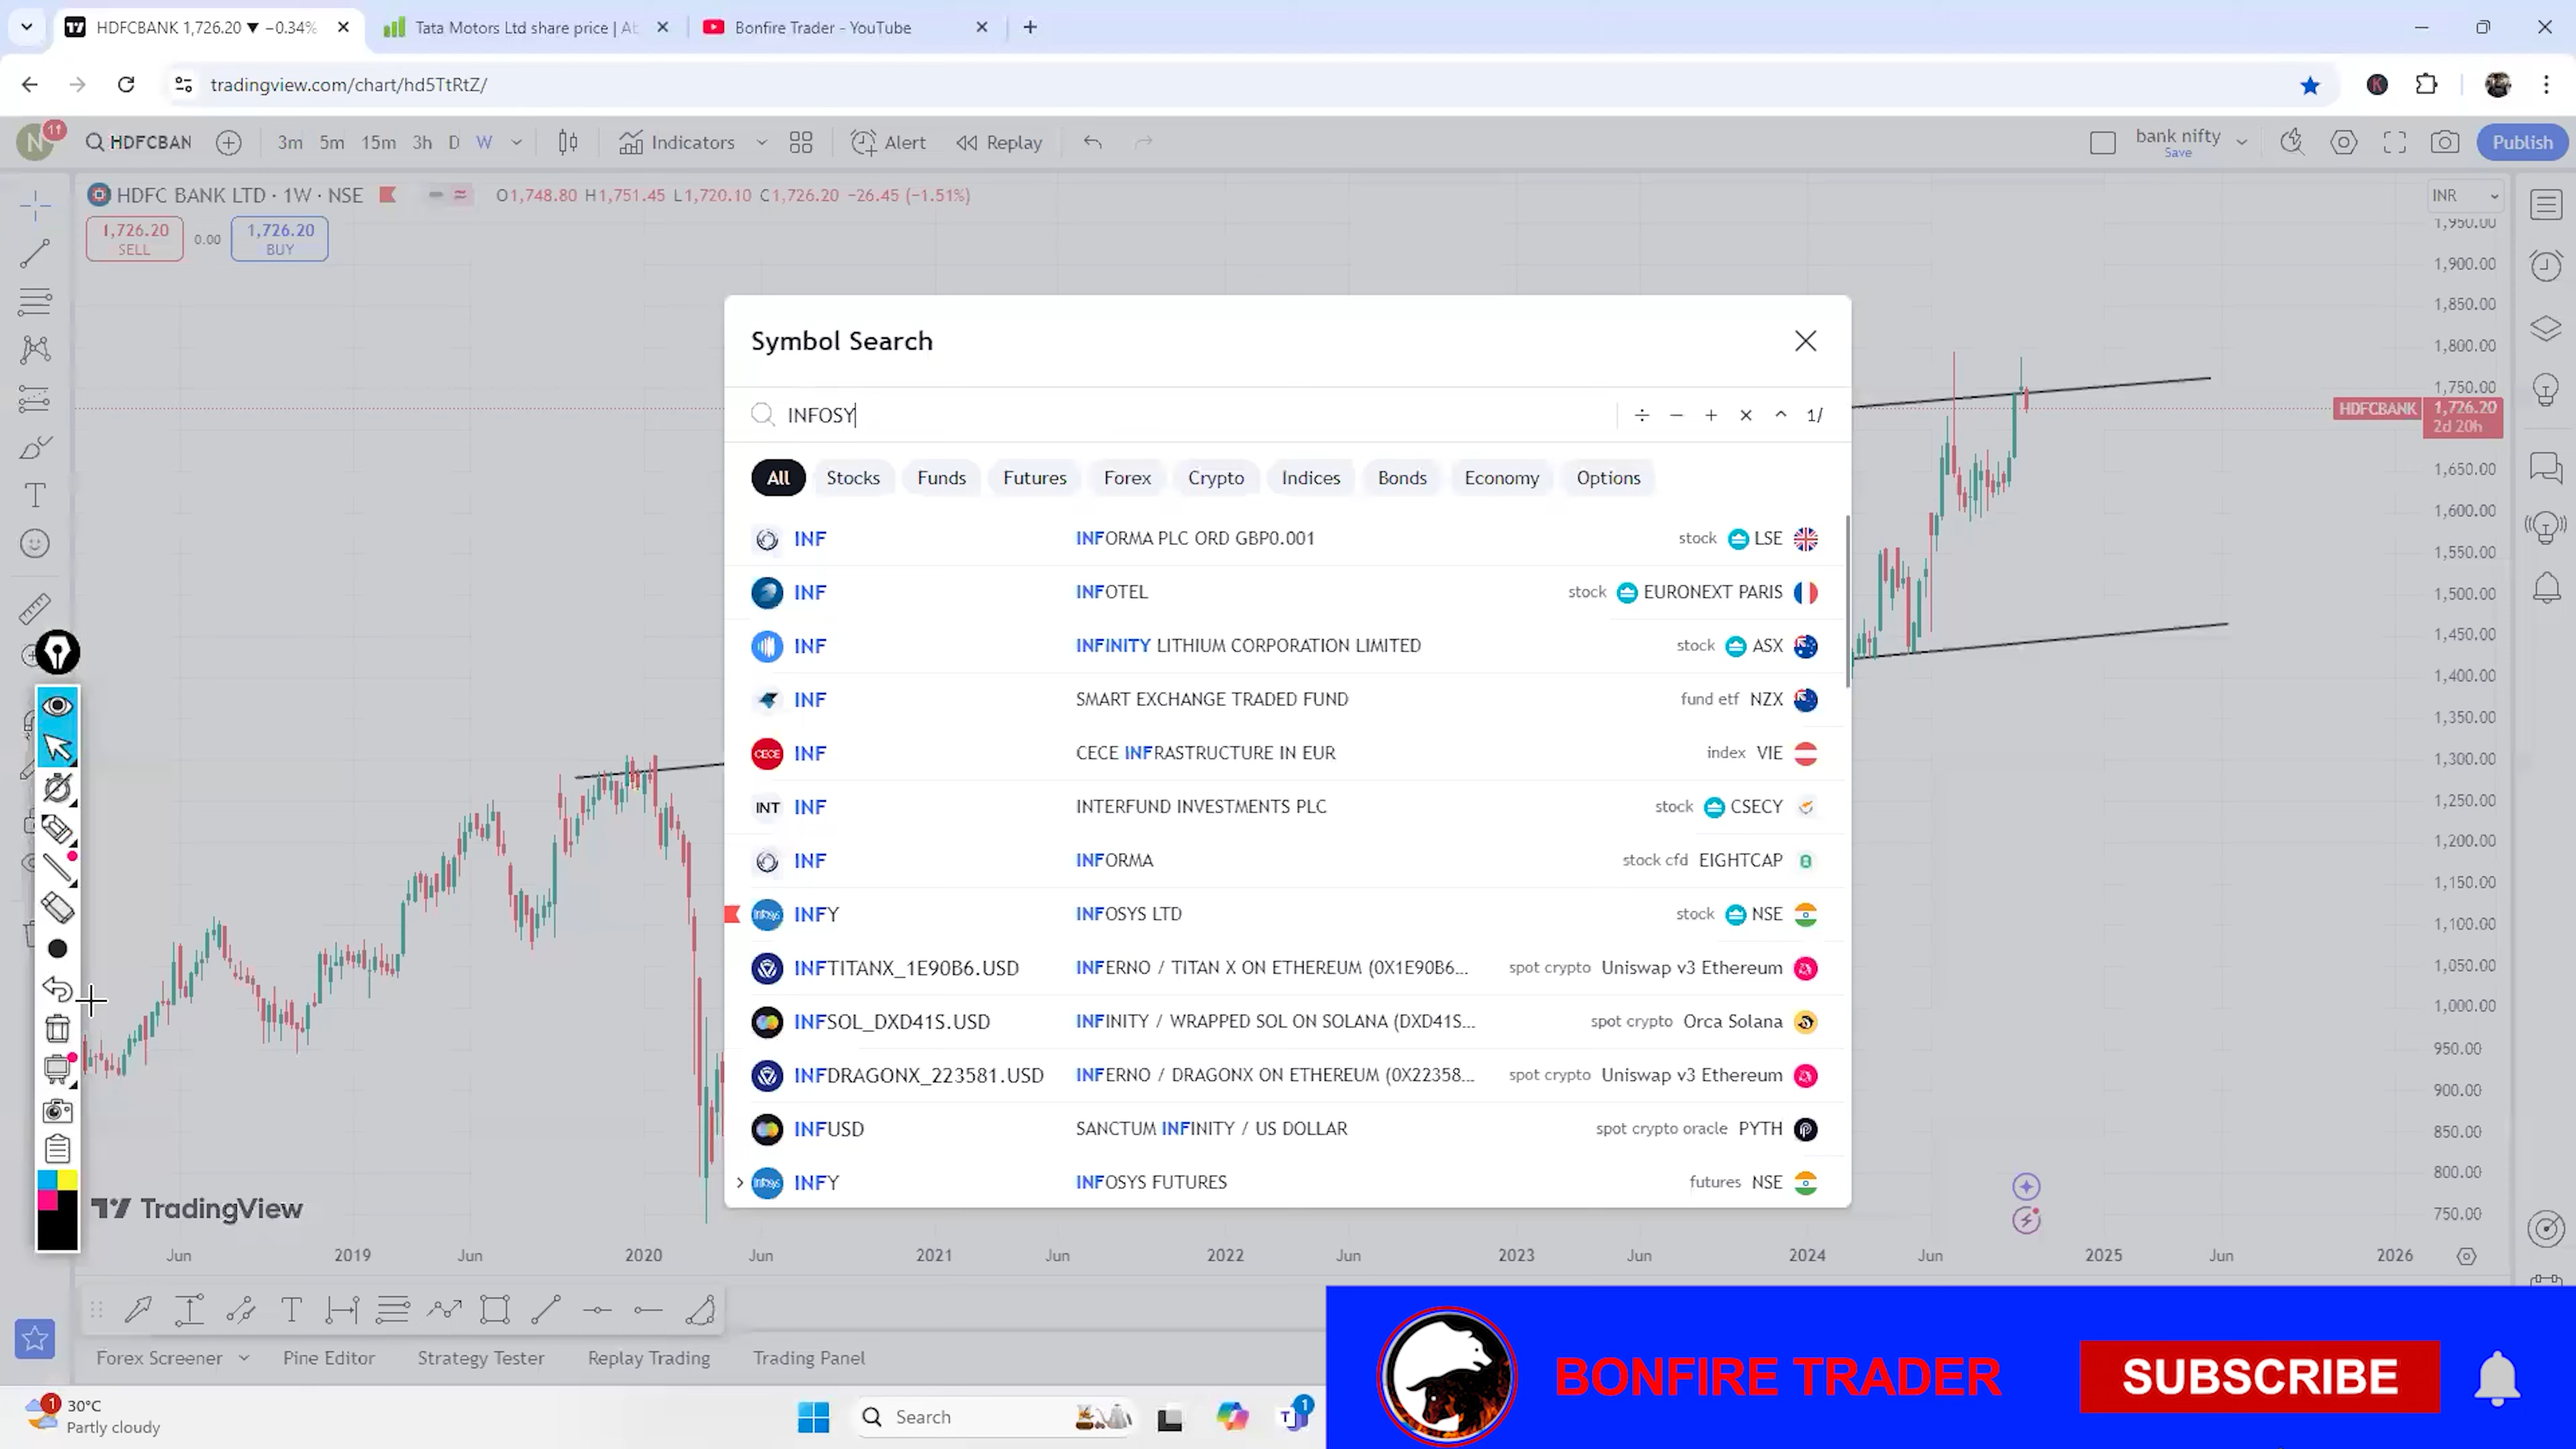 HDFCBANK 1,726.20 ▼ −0.34%
Tata Motors Ltd share price | Ab
Bonfire Trader - YouTube
tradingview.com/chart/hd5TtRtZ/
N 11 HDFCBAN 3m 5m 15m 3h D W Indicators Alert Replay bank nifty Save Publish
HDFC BANK LTD · 1W · NSE O1,748.80 H1,751.45 L1,720.10 C1,726.20 −26.45 (−1.51%)
INR
1,726.20 SELL 0.00 1,726.20 BUY
Symbol Search
INFOSY ÷ − + × ^ 1/
All Stocks Funds Futures Forex Crypto Indices Bonds Economy Options
INF INFORMA PLC ORD GBP0.001 stock LSE
INF INFOTEL stock EURONEXT PARIS
INF INFINITY LITHIUM CORPORATION LIMITED stock ASX
INF SMART EXCHANGE TRADED FUND fund etf NZX
CECE INF CECE INFRASTRUCTURE IN EUR index VIE
INT INF INTERFUND INVESTMENTS PLC stock CSECY
INF INFORMA stock cfd EIGHTCAP
Infosys INFY INFOSYS LTD stock NSE
INFTITANX_1E90B6.USD INFERNO / TITAN X ON ETHEREUM (0X1E90B6... spot crypto Uniswap v3 Ethereum
INFSOL_DXD41S.USD INFINITY / WRAPPED SOL ON SOLANA (DXD41S... spot crypto Orca Solana
INFDRAGONX_223581.USD INFERNO / DRAGONX ON ETHEREUM (0X22358... spot crypto Uniswap v3 Ethereum
INFUSD SANCTUM INFINITY / US DOLLAR spot crypto oracle PYTH
Infosys INFY INFOSYS FUTURES futures NSE
1,950.00
1,900.00
1,850.00
1,800.00
1,750.00
HDFCBANK 1,726.20
2d 20h
1,650.00
1,600.00
1,550.00
1,500.00
1,450.00
1,400.00
1,350.00
1,300.00
1,250.00
1,200.00
1,150.00
1,100.00
1,050.00
1,000.00
950.00
900.00
850.00
800.00
750.00
TradingView
Jun 2019 Jun 2020 Jun 2021 Jun 2022 Jun 2023 Jun 2024 Jun 2025 Jun 2026
Forex Screener Pine Editor Strategy Tester Replay Trading Trading Panel
BONFIRE TRADER SUBSCRIBE
1 30°C
Partly cloudy
Search
1